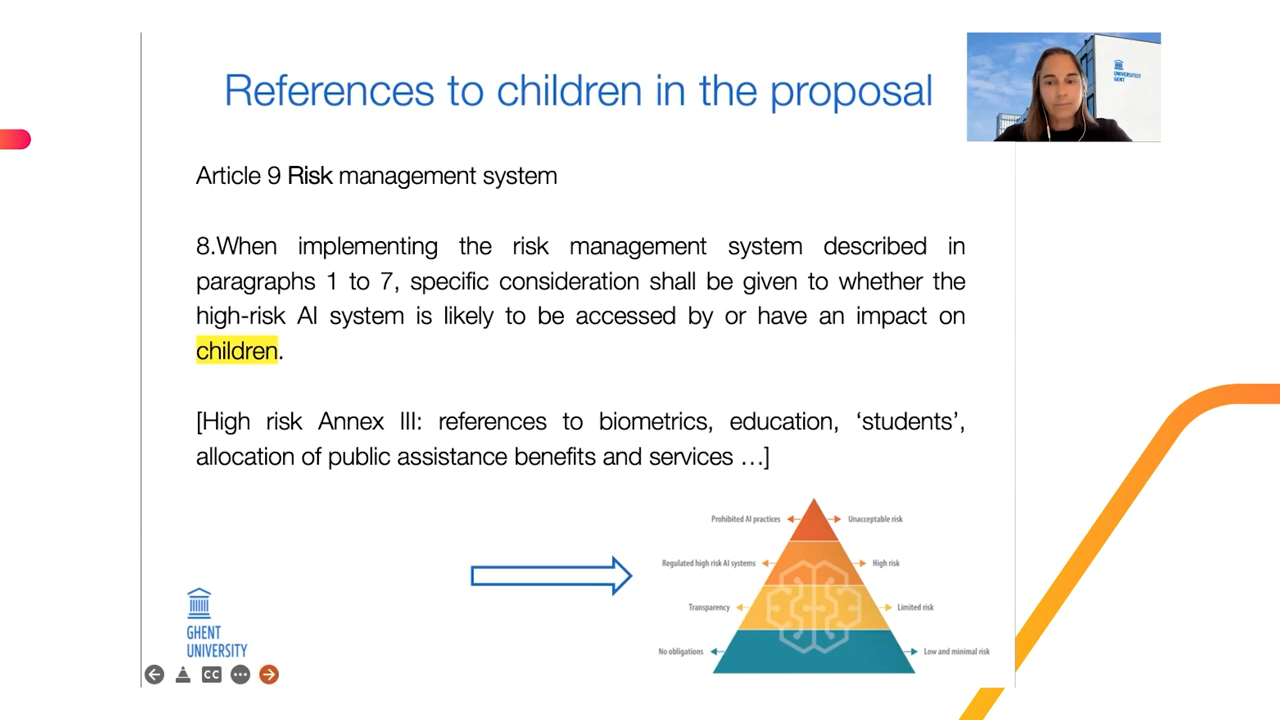 References to children in the proposal
UNIVERSITEIT
GENT
Article 9 Risk management system
8.When implementing the risk management system described in
paragraphs 1 to 7, specific consideration shall be given to whether the
high-risk AI system is likely to be accessed by or have an impact on
children.
[High risk Annex III: references to biometrics, education, ‘students’,
allocation of public assistance benefits and services …]
Prohibited AI practices
Unacceptable risk
Regulated high risk AI systems
High risk
Transparency
Limited risk
No obligations
Low and minimal risk
GHENT
UNIVERSITY
CC